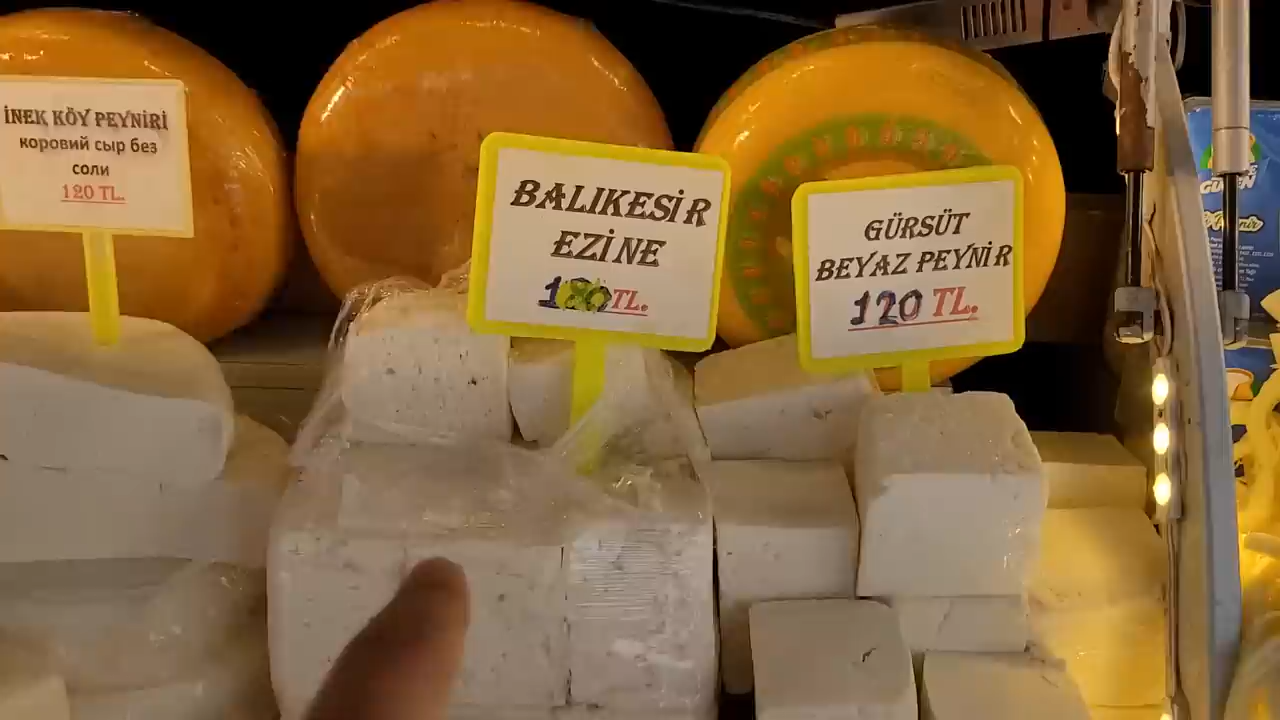 İNEK KÖY PEYNİRİ
коровий сыр без
соли
120 TL.
BALIKESİR
EZİNE
TL.
GÜRSÜT
BEYAZ PEYNİR
120 TL.